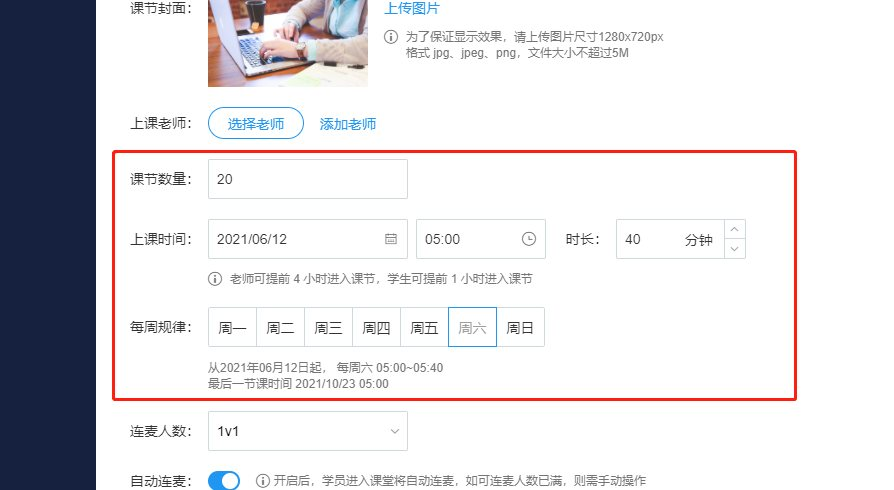 课节封面： 上传图片
为了保证显示效果，请上传图片尺寸1280x720px
格式 jpg、jpeg、png，文件大小不超过5M
上课老师： 选择老师 添加老师
课节数量： 20
上课时间： 2021/06/12 05:00 时长： 40 分钟
老师可提前 4 小时进入课节，学生可提前 1 小时进入课节
每周规律： 周一 周二 周三 周四 周五 周六 周日
从2021年06月12日起， 每周六 05:00~05:40
最后一节课时间 2021/10/23 05:00
连麦人数： 1v1
自动连麦： 开启后，学员进入课堂将自动连麦，如可连麦人数已满，则需手动操作